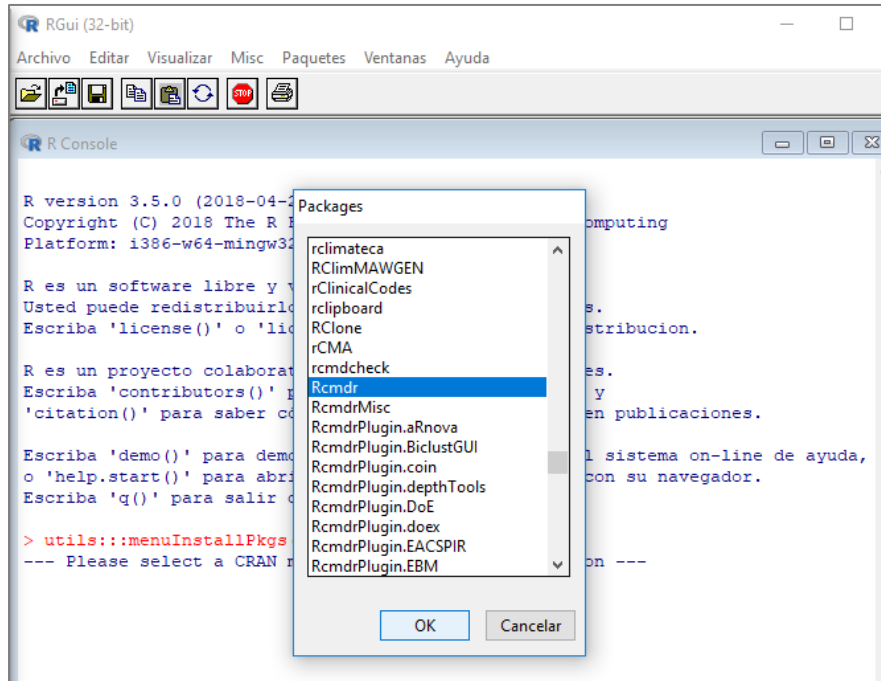 RGui (32-bit)
Archivo Editar Visualizar Misc Paquetes Ventanas Ayuda
STOP
R Console
R version 3.5.0 (2018-04-2
Copyright (C) 2018 The R omputing
Platform: i386-w64-mingw32
R es un software libre y
Usted puede redistribuirlo s.
Escriba 'license()' o 'lic stribucion.
R es un proyecto colaborat es.
Escriba 'contributors()' y
'citation()' para saber có en publicaciones.
Escriba 'demo()' para demo l sistema on-line de ayuda,
o 'help.start()' para abri con su navegador.
Escriba 'q()' para salir
> utils:::menuInstallPkgs
--- Please select a CRAN on ---
Packages
rclimateca
RClimMAWGEN
rClinicalCodes
rclipboard
RClone
rCMA
rcmdcheck
Rcmdr
RcmdrMisc
RcmdrPlugin.aRnova
RcmdrPlugin.BiclustGUI
RcmdrPlugin.coin
RcmdrPlugin.depthTools
RcmdrPlugin.DoE
RcmdrPlugin.doex
RcmdrPlugin.EACSPIR
RcmdrPlugin.EBM
OK Cancelar